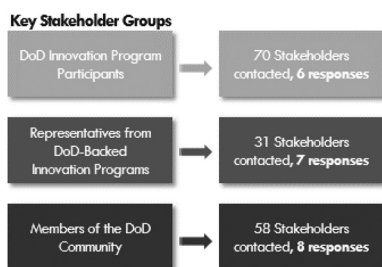 Key Stakeholder Groups
DoD Innovation Program
Participants
70 Stakeholders
contacted, 6 responses
Representatives from
DoD-Backed
Innovation Programs
31 Stakeholders
contacted, 7 responses
Members of the DoD
Community
58 Stakeholders
contacted, 8 responses